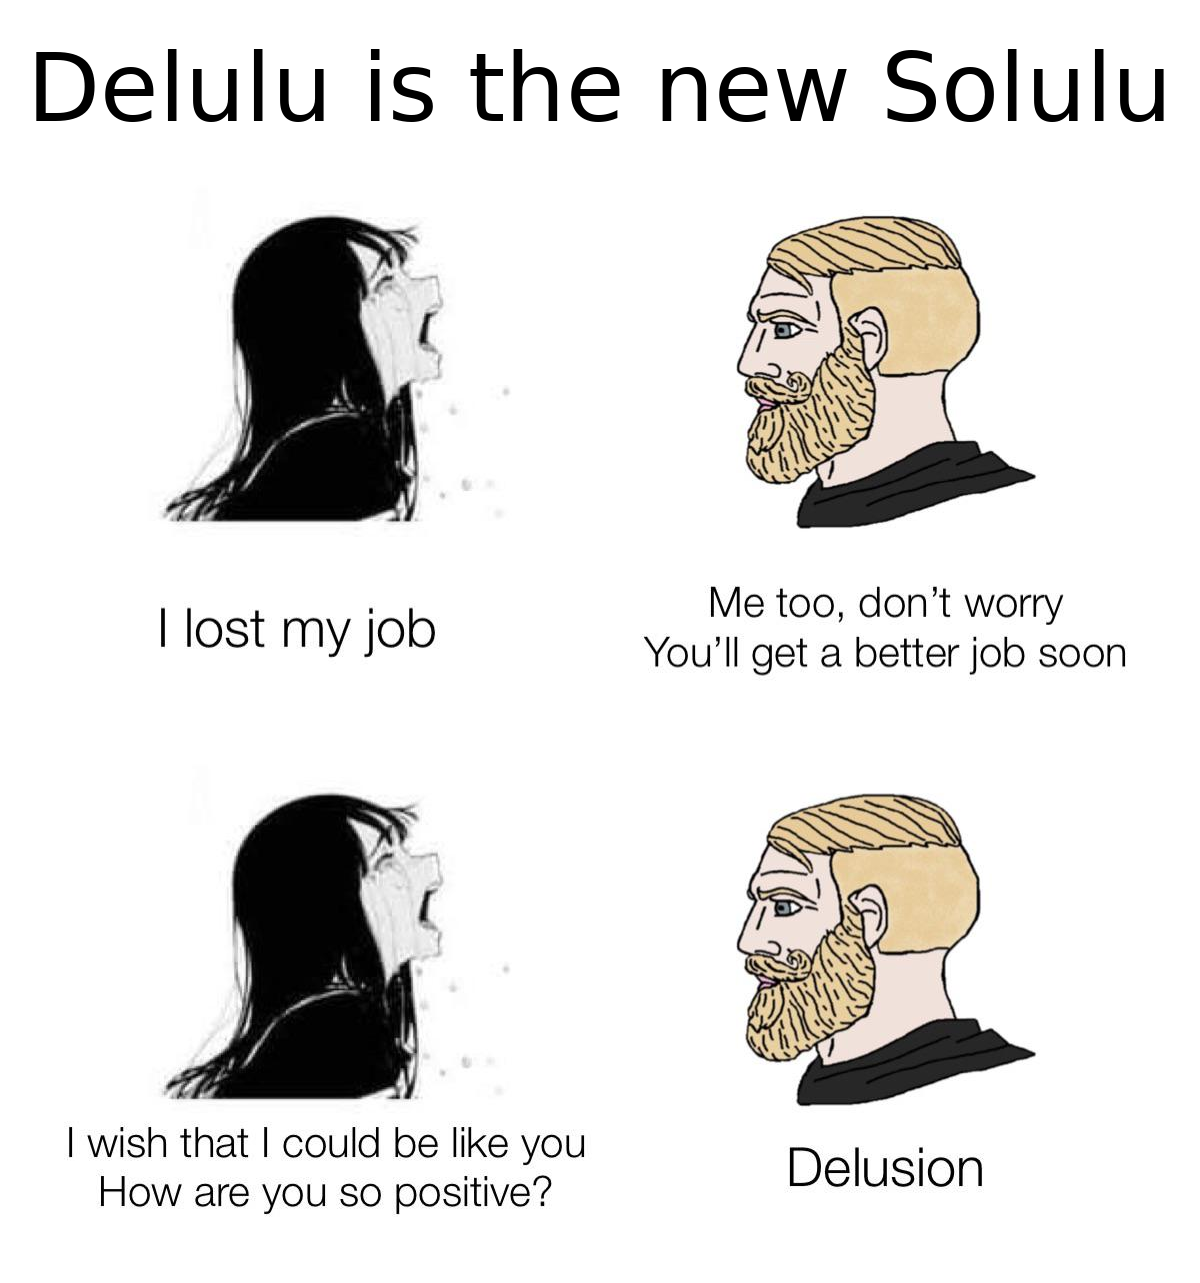 Delulu is the new Solulu
I lost my job
Me too, don’t worry
You’ll get a better job soon
I wish that I could be like you
How are you so positive?
Delusion